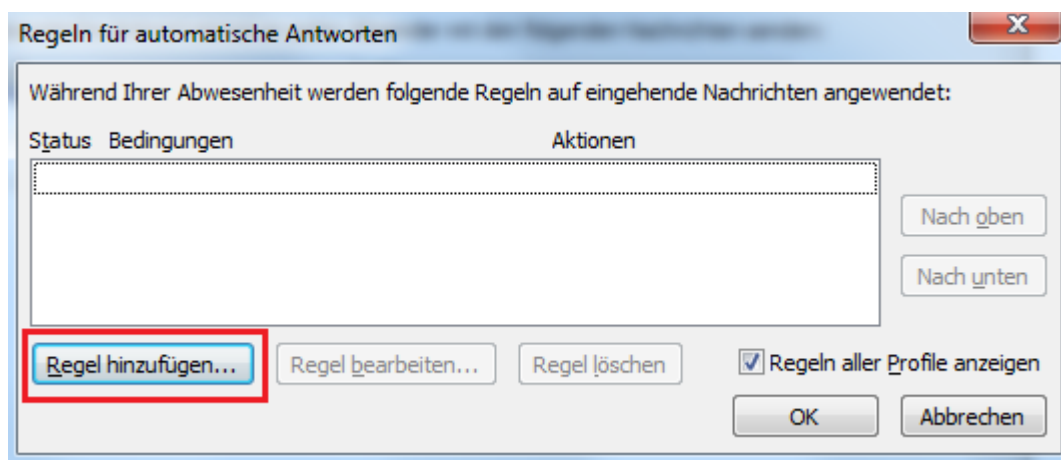 Regeln für automatische Antworten
Während Ihrer Abwesenheit werden folgende Regeln auf eingehende Nachrichten angewendet:
Status Bedingungen Aktionen
Nach oben
Nach unten
Regel hinzufügen... Regel bearbeiten... Regel löschen Regeln aller Profile anzeigen
OK Abbrechen